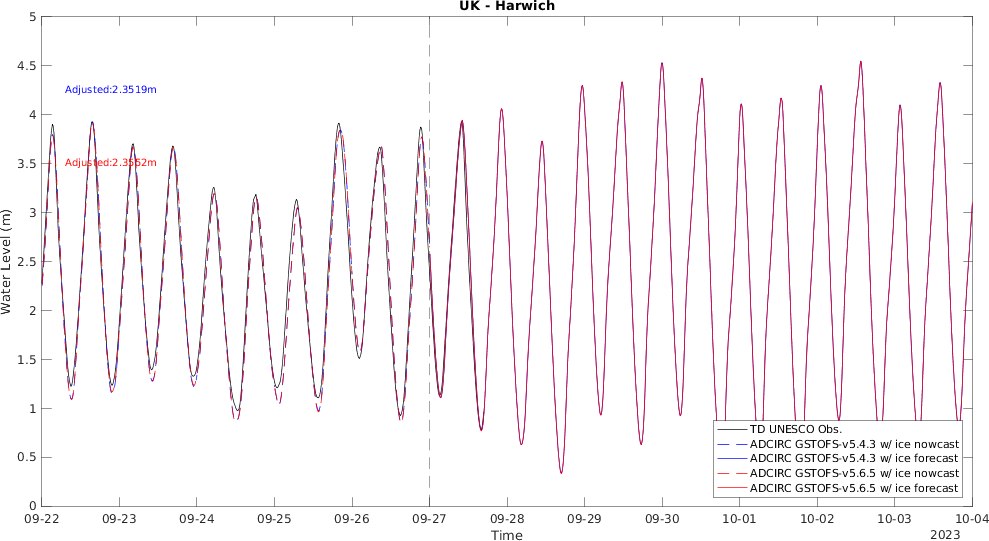 UK - Harwich
5
4.5
4
3.5
3
2.5
2
1.5
1
0.5
0
Water Level (m)
Adjusted:2.3519m
Adjusted:2.3552m
TD UNESCO Obs.
ADCIRC GSTOFS-v5.4.3 w/ ice nowcast
ADCIRC GSTOFS-v5.4.3 w/ ice forecast
ADCIRC GSTOFS-v5.6.5 w/ ice nowcast
ADCIRC GSTOFS-v5.6.5 w/ ice forecast
09-22 09-23 09-24 09-25 09-26 09-27 09-28 09-29 09-30 10-01 10-02 10-03 10-04
Time
2023